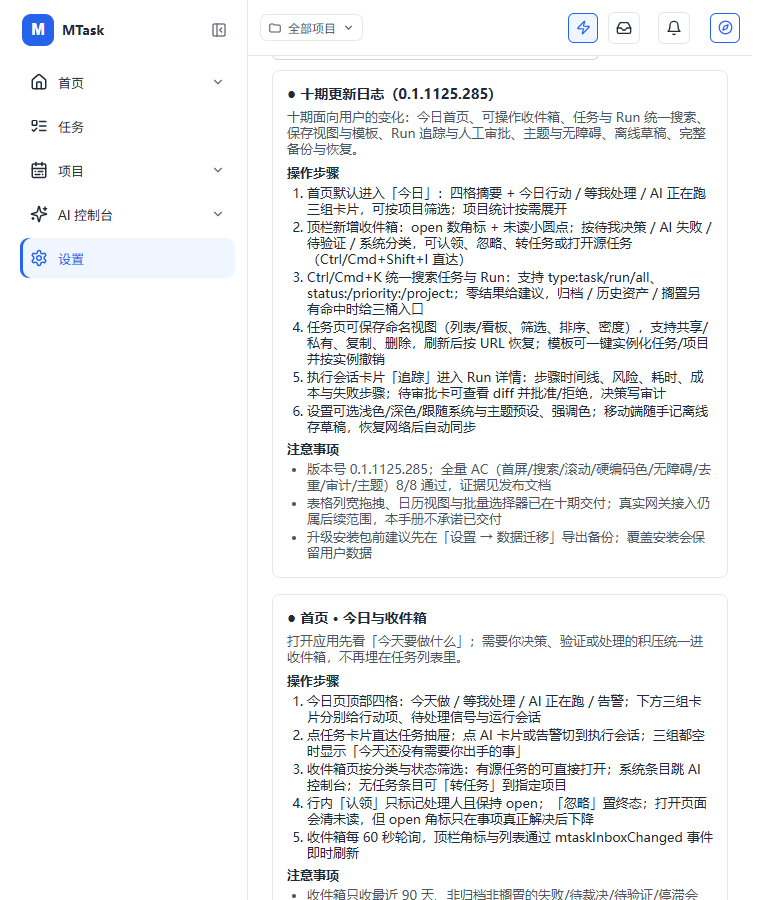 M MTask
首页
任务
项目
AI 控制台
设置
全部项目
● 十期更新日志（0.1.1125.285）
十期面向用户的变化：今日首页、可操作收件箱、任务与 Run 统一搜索、
保存视图与模板、Run 追踪与人工审批、主题与无障碍、离线草稿、完整
备份与恢复。
操作步骤
1. 首页默认进入「今日」：四格摘要 + 今日行动 / 等我处理 / AI 正在跑
三组卡片，可按项目筛选；项目统计按需展开
2. 顶栏新增收件箱：open 数角标 + 未读小圆点；按待我决策 / AI 失败 /
待验证 / 系统分类，可认领、忽略、转任务或打开源任务
（Ctrl/Cmd+Shift+I 直达）
3. Ctrl/Cmd+K 统一搜索任务与 Run：支持 type:task/run/all、
status:/priority:/project:；零结果给建议，归档 / 历史资产 / 搁置另
有命中时给三桶入口
4. 任务页可保存命名视图（列表/看板、筛选、排序、密度），支持共享/
私有、复制、删除，刷新后按 URL 恢复；模板可一键实例化任务/项目
并按实例撤销
5. 执行会话卡片「追踪」进入 Run 详情：步骤时间线、风险、耗时、成
本与失败步骤；待审批卡可查看 diff 并批准/拒绝，决策写审计
6. 设置可选浅色/深色/跟随系统与主题预设、强调色；移动端随手记离线
存草稿，恢复网络后自动同步
注意事项
• 版本号 0.1.1125.285；全量 AC（首屏/搜索/滚动/硬编码色/无障碍/去
重/审计/主题）8/8 通过，证据见发布文档
• 表格列宽拖拽、日历视图与批量选择器已在十期交付；真实网关接入仍
属后续范围，本手册不承诺已交付
• 升级安装包前建议先在「设置 → 数据迁移」导出备份；覆盖安装会保
留用户数据
● 首页 • 今日与收件箱
打开应用先看「今天要做什么」；需要你决策、验证或处理的积压统一进
收件箱，不再埋在任务列表里。
操作步骤
1. 今日页顶部四格：今天做 / 等我处理 / AI 正在跑 / 告警；下方三组卡
片分别给行动项、待处理信号与运行会话
2. 点任务卡片直达任务抽屉；点 AI 卡片或告警切到执行会话；三组都空
时显示「今天还没有需要你出手的事」
3. 收件箱页按分类与状态筛选：有源任务的可直接打开；系统条目跳 AI
控制台；无任务条目可「转任务」到指定项目
4. 行内「认领」只标记处理人且保持 open；「忽略」置终态；打开页面
会清未读，但 open 角标只在事项真正解决后下降
5. 收件箱每 60 秒轮询，顶栏角标与列表通过 mtaskInboxChanged 事件
即时刷新
注意事项
• 收件箱只收最近 90 天、非归档非搁置的失败/待裁决/待验证/停滞会